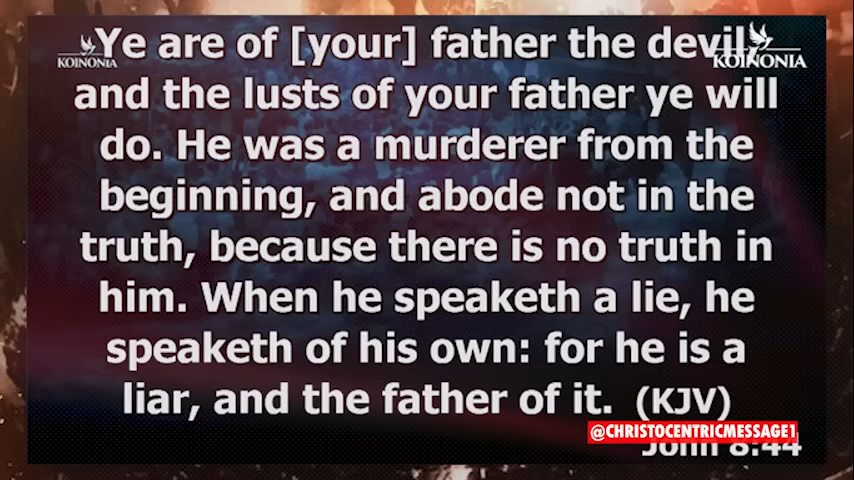 Ye are of [your] father the devil,
KOINONIA
KOINONIA
and the lusts of your father ye will
do. He was a murderer from the
beginning, and abode not in the
truth, because there is no truth in
him. When he speaketh a lie, he
speaketh of his own: for he is a
liar, and the father of it. (KJV)
@CHRISTOCENTRICMESSAGE1
John 8:44